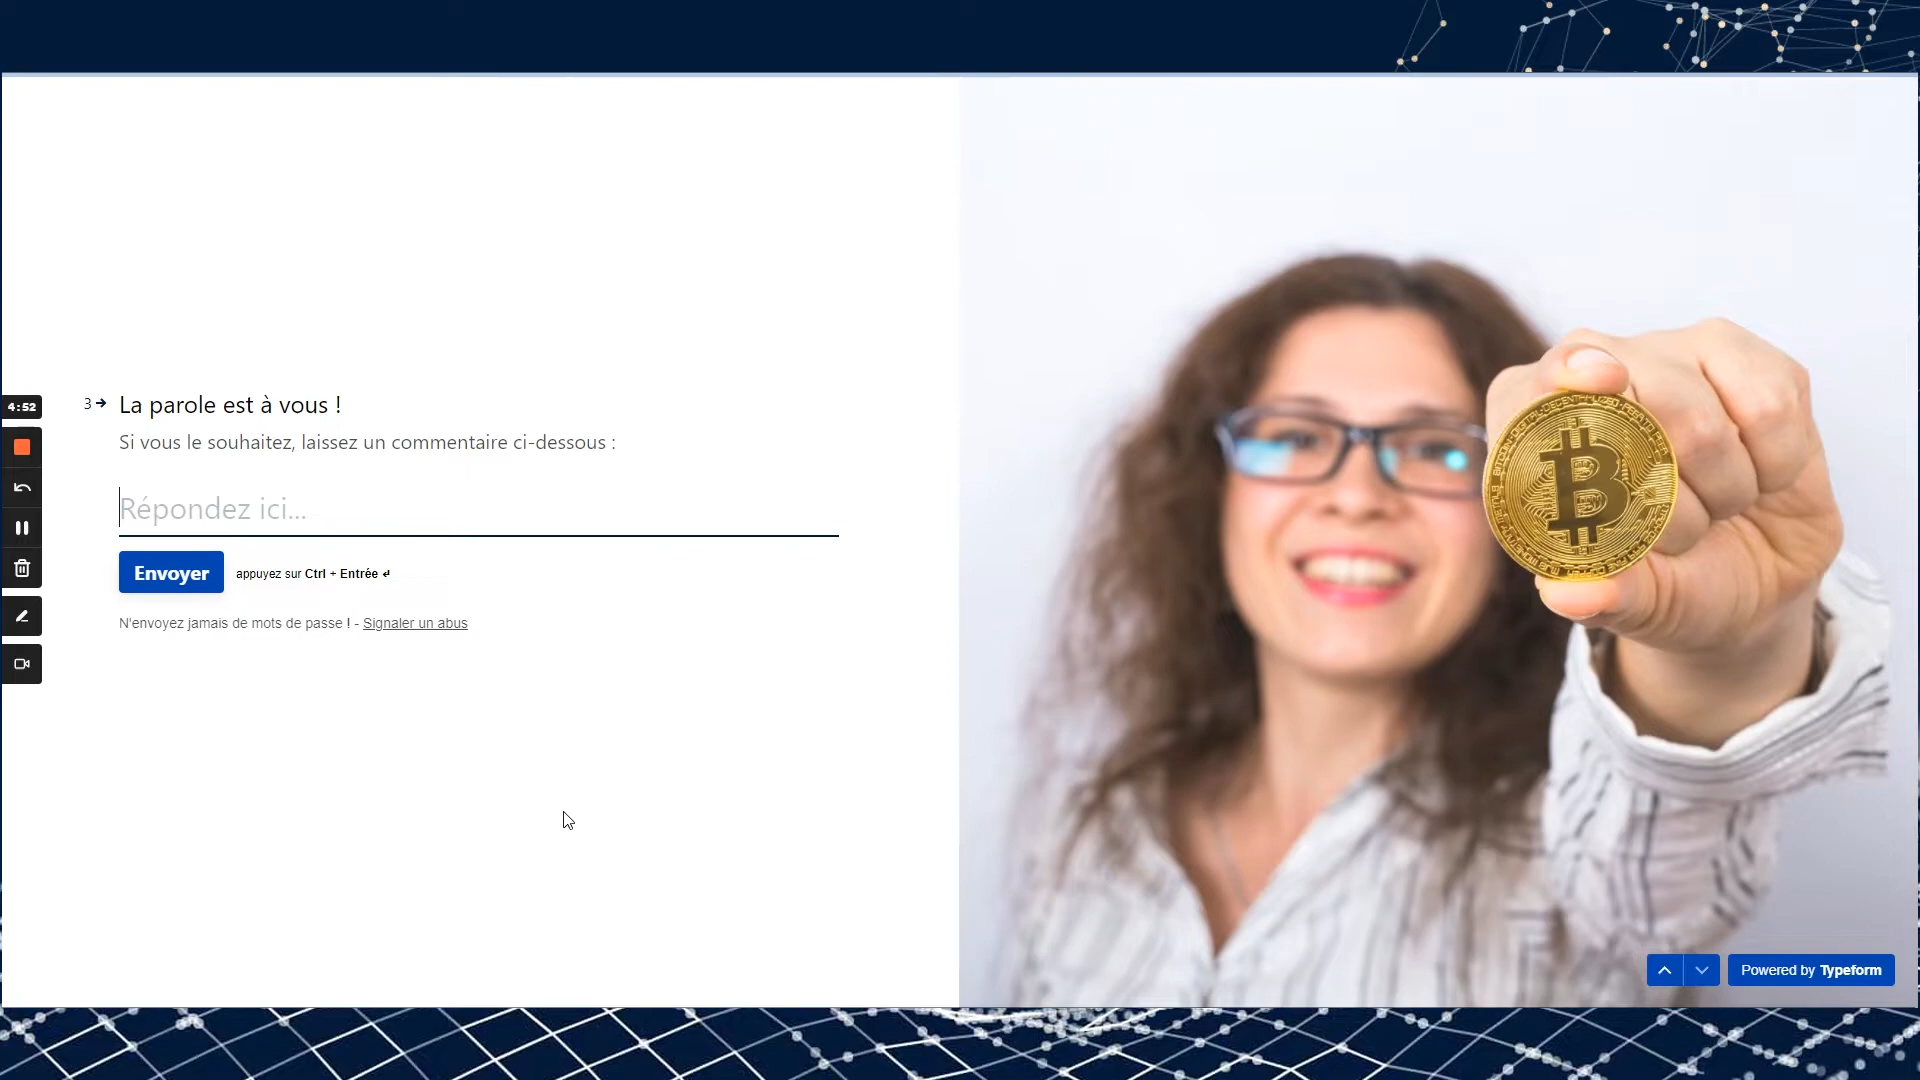 4:52
3 La parole est à vous !
Si vous le souhaitez, laissez un commentaire ci-dessous :
Répondez ici...
Envoyer appuyez sur Ctrl + Entrée ↵
N'envoyez jamais de mots de passe ! - Signaler un abus
Powered by Typeform